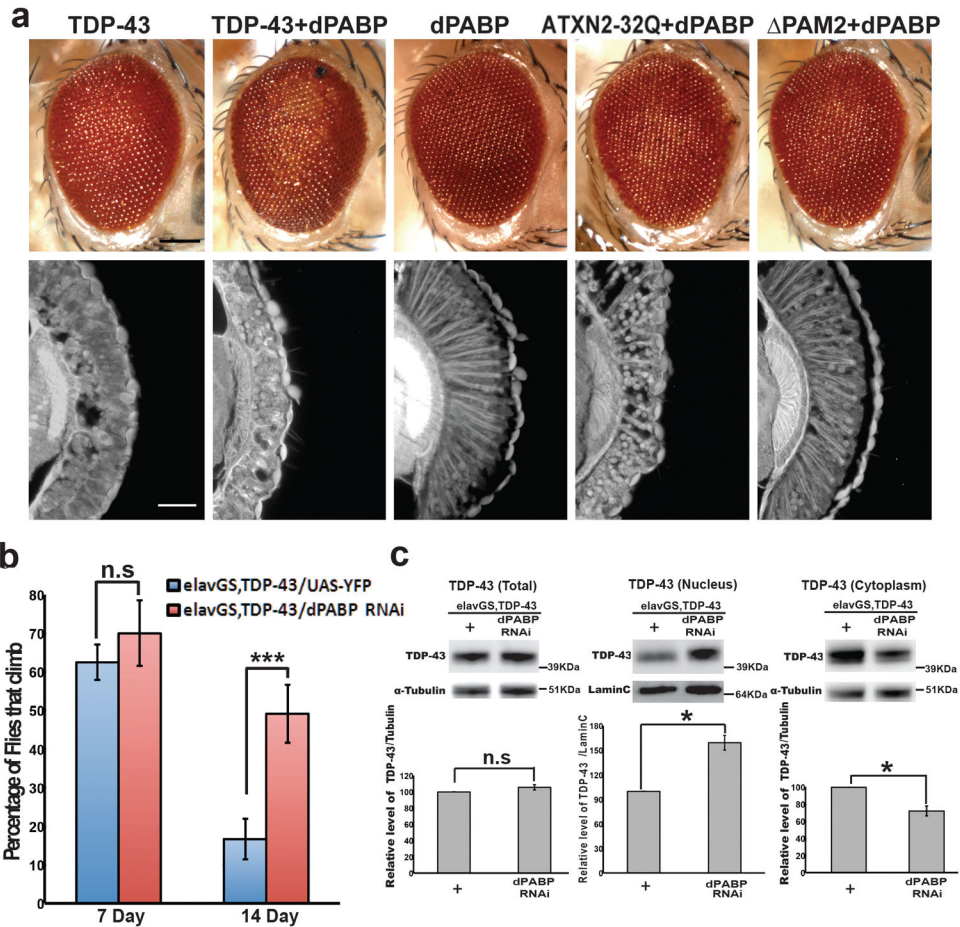 a
TDP-43 TDP-43+dPABP dPABP ATXN2-32Q+dPABP ΔPAM2+dPABP
b
Percentage of Flies that climb
80
70
60
50
40
30
20
10
0
n.s
***
elavGS,TDP-43/UAS-YFP
elavGS,TDP-43/dPABP RNAi
7 Day 14 Day
c
TDP-43 (Total)
elavGS,TDP-43
+ dPABP
RNAi
TDP-43
39KDa
α-Tubulin
51KDa
Relative level of TDP-43/Tubulin
120
100
80
60
40
20
0
n.s
+ dPABP
RNAi
TDP-43 (Nucleus)
elavGS,TDP-43
+ dPABP
RNAi
TDP-43
39KDa
LaminC
64KDa
Relative level of TDP-43 /LaminC
180
150
120
90
60
30
0
*
+ dPABP
RNAi
TDP-43 (Cytoplasm)
elavGS,TDP-43
+ dPABP
RNAi
TDP-43
39KDa
α-Tubulin
51KDa
Relative level of TDP-43/Tubulin
100
80
60
40
20
0
*
+ dPABP
RNAi